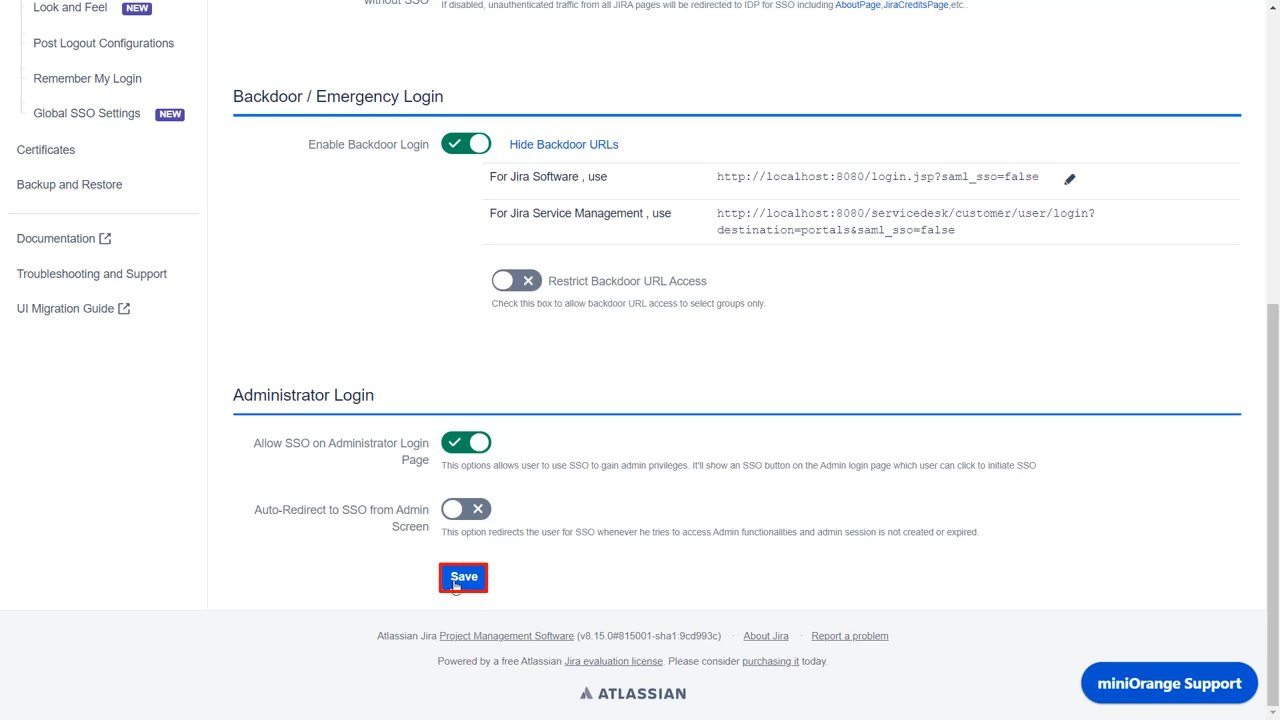 Look and Feel NEW
Post Logout Configurations
Remember My Login
Global SSO Settings NEW
Certificates
Backup and Restore
Documentation
Troubleshooting and Support
UI Migration Guide
without SSO
If disabled, unauthenticated traffic from all JIRA pages will be redirected to IDP for SSO including AboutPage,JiraCreditsPage,etc..
Backdoor / Emergency Login
Enable Backdoor Login
Hide Backdoor URLs
For Jira Software , use
http://localhost:8080/login.jsp?saml_sso=false
For Jira Service Management , use
http://localhost:8080/servicedesk/customer/user/login?
destination=portals&saml_sso=false
Restrict Backdoor URL Access
Check this box to allow backdoor URL access to select groups only.
Administrator Login
Allow SSO on Administrator Login
Page
This options allows user to use SSO to gain admin privileges. It'll show an SSO button on the Admin login page which user can click to initiate SSO
Auto-Redirect to SSO from Admin
Screen
This option redirects the user for SSO whenever he tries to access Admin functionalities and admin session is not created or expired.
Save
Atlassian Jira Project Management Software (v8.15.0#815001-sha1:9cd993c) · About Jira · Report a problem
Powered by a free Atlassian Jira evaluation license. Please consider purchasing it today.
ATLASSIAN
miniOrange Support